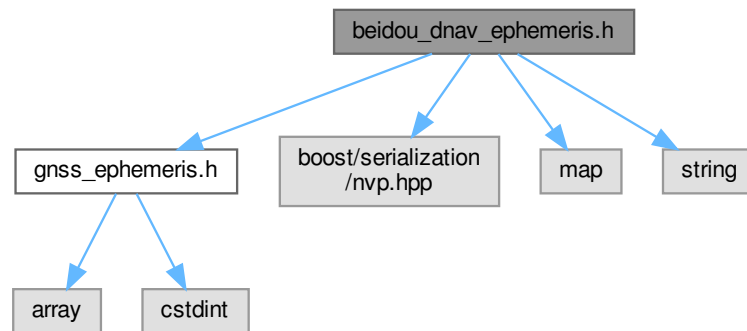 beidou_dnav_ephemeris.h
gnss_ephemeris.h
boost/serialization
/nvp.hpp
map
string
array
cstdint